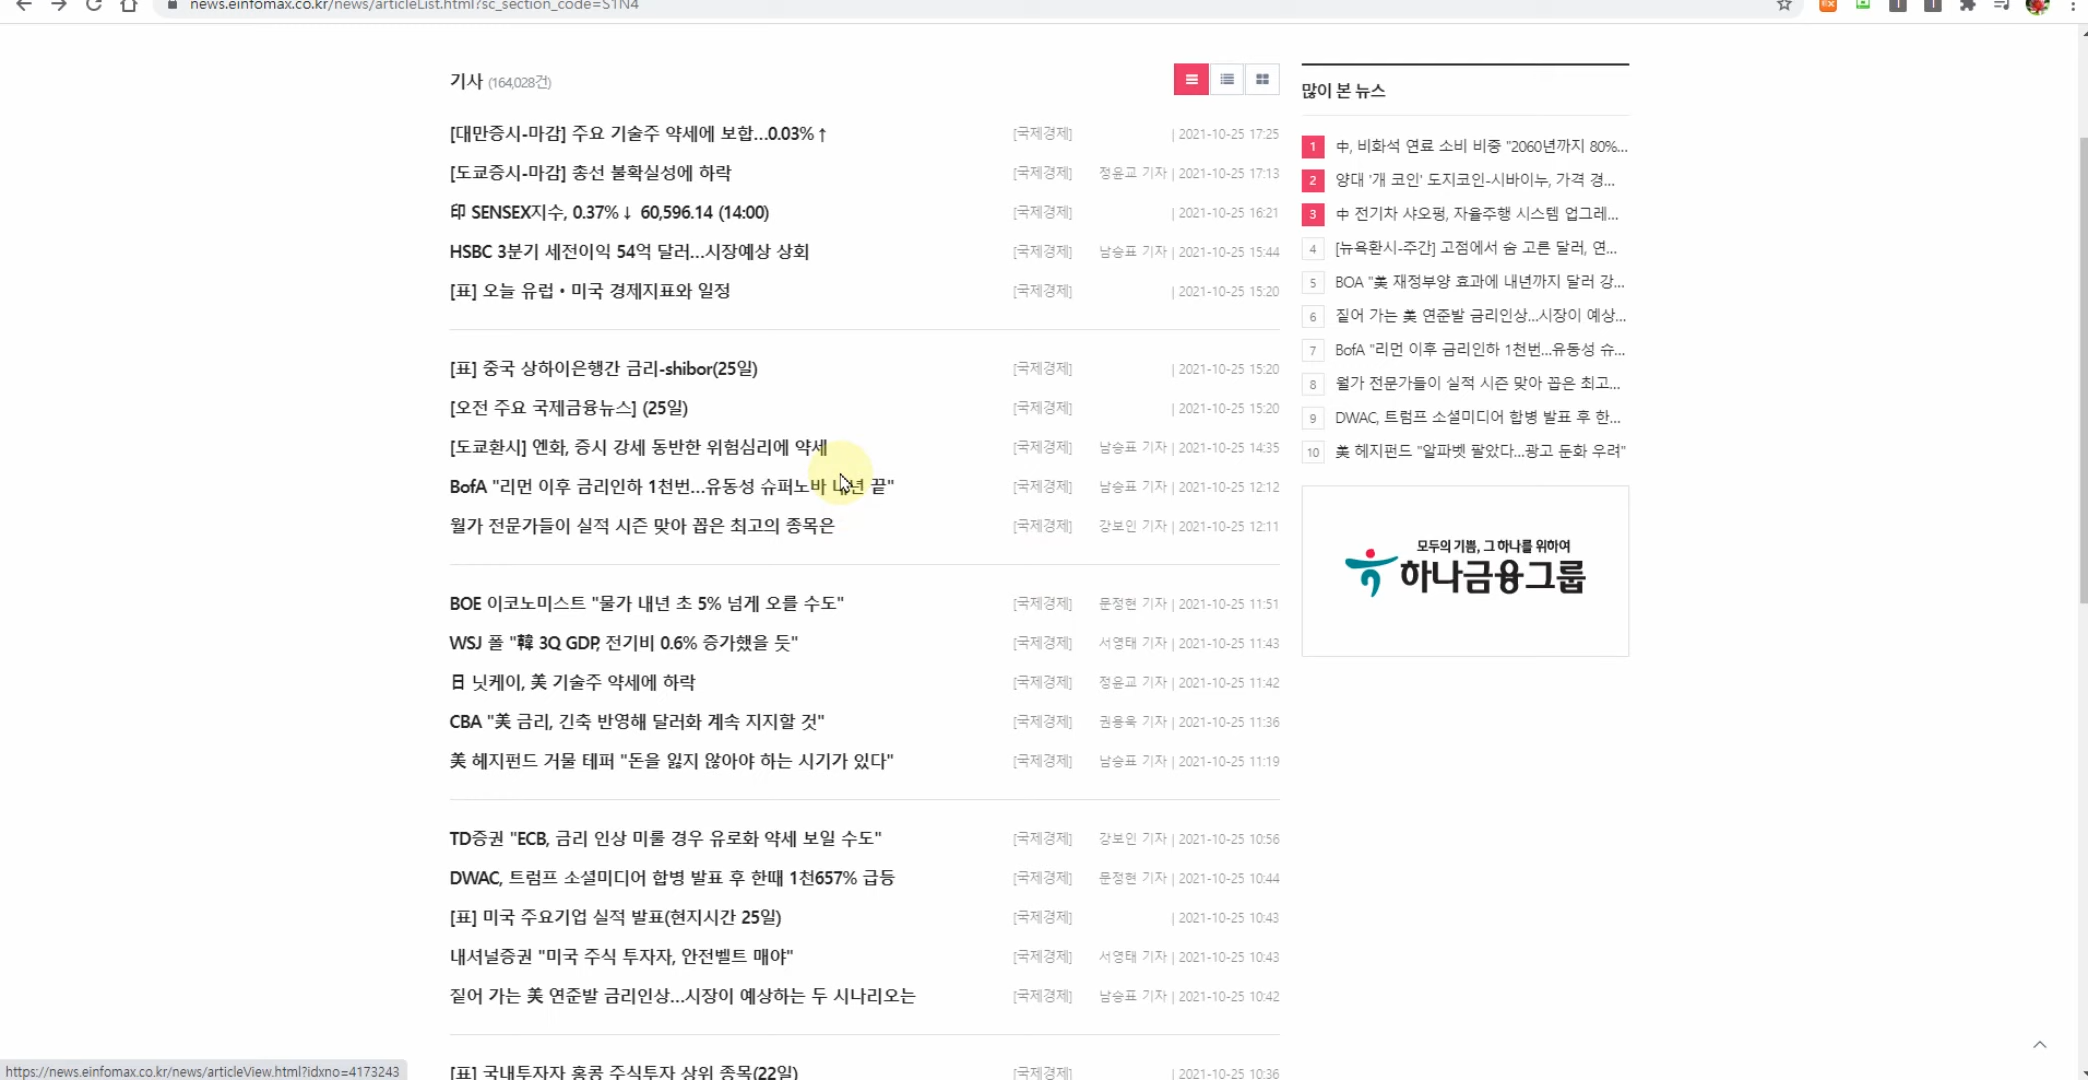 news.einfomax.co.kr/news/articleList.html?sc_section_code=S1N4
기사 (164,028건)
[대만증시-마감] 주요 기술주 약세에 보합...0.03%↑ [국제경제] | 2021-10-25 17:25
[도쿄증시-마감] 총선 불확실성에 하락 [국제경제] 정윤교 기자 | 2021-10-25 17:13
印 SENSEX지수, 0.37%↓ 60,596.14 (14:00) [국제경제] | 2021-10-25 16:21
HSBC 3분기 세전이익 54억 달러...시장예상 상회 [국제경제] 남승표 기자 | 2021-10-25 15:44
[표] 오늘 유럽•미국 경제지표와 일정 [국제경제] | 2021-10-25 15:20
[표] 중국 상하이은행간 금리-shibor(25일) [국제경제] | 2021-10-25 15:20
[오전 주요 국제금융뉴스] (25일) [국제경제] | 2021-10-25 15:20
[도쿄환시] 엔화, 증시 강세 동반한 위험심리에 약세 [국제경제] 남승표 기자 | 2021-10-25 14:35
BofA "리먼 이후 금리인하 1천번...유동성 슈퍼노바 내년 끝" [국제경제] 남승표 기자 | 2021-10-25 12:12
월가 전문가들이 실적 시즌 맞아 꼽은 최고의 종목은 [국제경제] 강보인 기자 | 2021-10-25 12:11
BOE 이코노미스트 "물가 내년 초 5% 넘게 오를 수도" [국제경제] 문정현 기자 | 2021-10-25 11:51
WSJ 폴 "韓 3Q GDP, 전기비 0.6% 증가했을 듯" [국제경제] 서영태 기자 | 2021-10-25 11:43
日 닛케이, 美 기술주 약세에 하락 [국제경제] 정윤교 기자 | 2021-10-25 11:42
CBA "美 금리, 긴축 반영해 달러화 계속 지지할 것" [국제경제] 권용욱 기자 | 2021-10-25 11:36
美 헤지펀드 거물 테퍼 "돈을 잃지 않아야 하는 시기가 있다" [국제경제] 남승표 기자 | 2021-10-25 11:19
TD증권 "ECB, 금리 인상 미룰 경우 유로화 약세 보일 수도" [국제경제] 강보인 기자 | 2021-10-25 10:56
DWAC, 트럼프 소셜미디어 합병 발표 후 한때 1천657% 급등 [국제경제] 문정현 기자 | 2021-10-25 10:44
[표] 미국 주요기업 실적 발표(현지시간 25일) [국제경제] | 2021-10-25 10:43
내셔널증권 "미국 주식 투자자, 안전벨트 매야" [국제경제] 서영태 기자 | 2021-10-25 10:43
짙어 가는 美 연준발 금리인상...시장이 예상하는 두 시나리오는 [국제경제] 남승표 기자 | 2021-10-25 10:42
[표] 국내투자자 홍콩 주식투자 상위 종목(22일) [국제경제] | 2021-10-25 10:36
많이 본 뉴스
1 中, 비화석 연료 소비 비중 "2060년까지 80%...
2 양대 '개 코인' 도지코인-시바이누, 가격 경...
3 中 전기차 샤오펑, 자율주행 시스템 업그레...
4 [뉴욕환시-주간] 고점에서 숨 고른 달러, 연...
5 BOA "美 재정부양 효과에 내년까지 달러 강...
6 짙어 가는 美 연준발 금리인상...시장이 예상...
7 BofA "리먼 이후 금리인하 1천번...유동성 슈...
8 월가 전문가들이 실적 시즌 맞아 꼽은 최고...
9 DWAC, 트럼프 소셜미디어 합병 발표 후 한...
10 美 헤지펀드 "알파벳 팔았다...광고 둔화 우려"
모두의 기쁨, 그 하나를 위하여
하나금융그룹
https://news.einfomax.co.kr/news/articleView.html?idxno=4173243